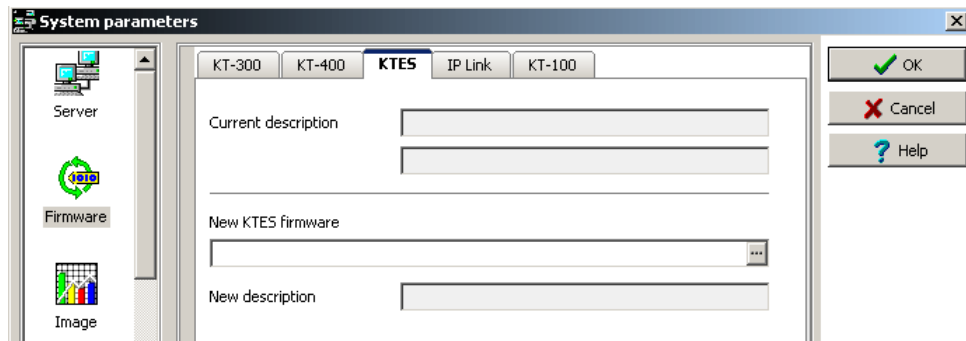 System parameters
Server
Firmware
Image
KT-300
KT-400
KTES
IP Link
KT-100
Current description
New KTES firmware
...
New description
OK
Cancel
Help